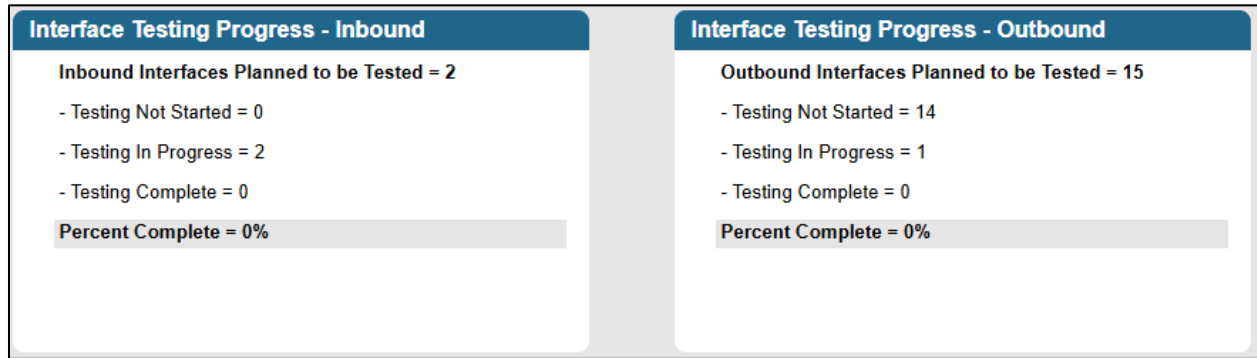 Interface Testing Progress - Inbound
Inbound Interfaces Planned to be Tested = 2
- Testing Not Started = 0
- Testing In Progress = 2
- Testing Complete = 0
Percent Complete = 0%
Interface Testing Progress - Outbound
Outbound Interfaces Planned to be Tested = 15
- Testing Not Started = 14
- Testing In Progress = 1
- Testing Complete = 0
Percent Complete = 0%